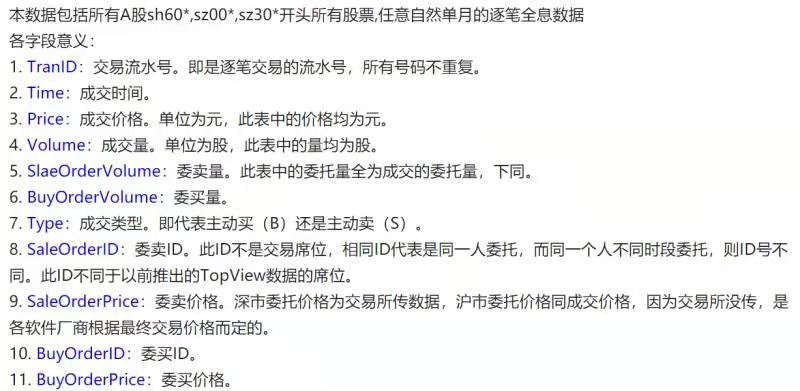 本数据包括所有A股sh60*,sz00*,sz30*开头所有股票,任意自然单月的逐笔全息数据
各字段意义：
1. TranID：交易流水号。即是逐笔交易的流水号，所有号码不重复。
2. Time：成交时间。
3. Price：成交价格。单位为元，此表中的价格均为元。
4. Volume：成交量。单位为股，此表中的量均为股。
5. SlaeOrderVolume：委卖量。此表中的委托量全为成交的委托量，下同。
6. BuyOrderVolume：委买量。
7. Type：成交类型。即代表主动买（B）还是主动卖（S）。
8. SaleOrderID：委卖ID。此ID不是交易席位，相同ID代表是同一人委托，而同一个人不同时段委托，则ID号不
同。此ID不同于以前推出的TopView数据的席位。
9. SaleOrderPrice：委卖价格。深市委托价格为交易所传数据，沪市委托价格同成交价格，因为交易所没传，是
各软件厂商根据最终交易价格而定的。
10. BuyOrderID：委买ID。
11. BuyOrderPrice：委买价格。